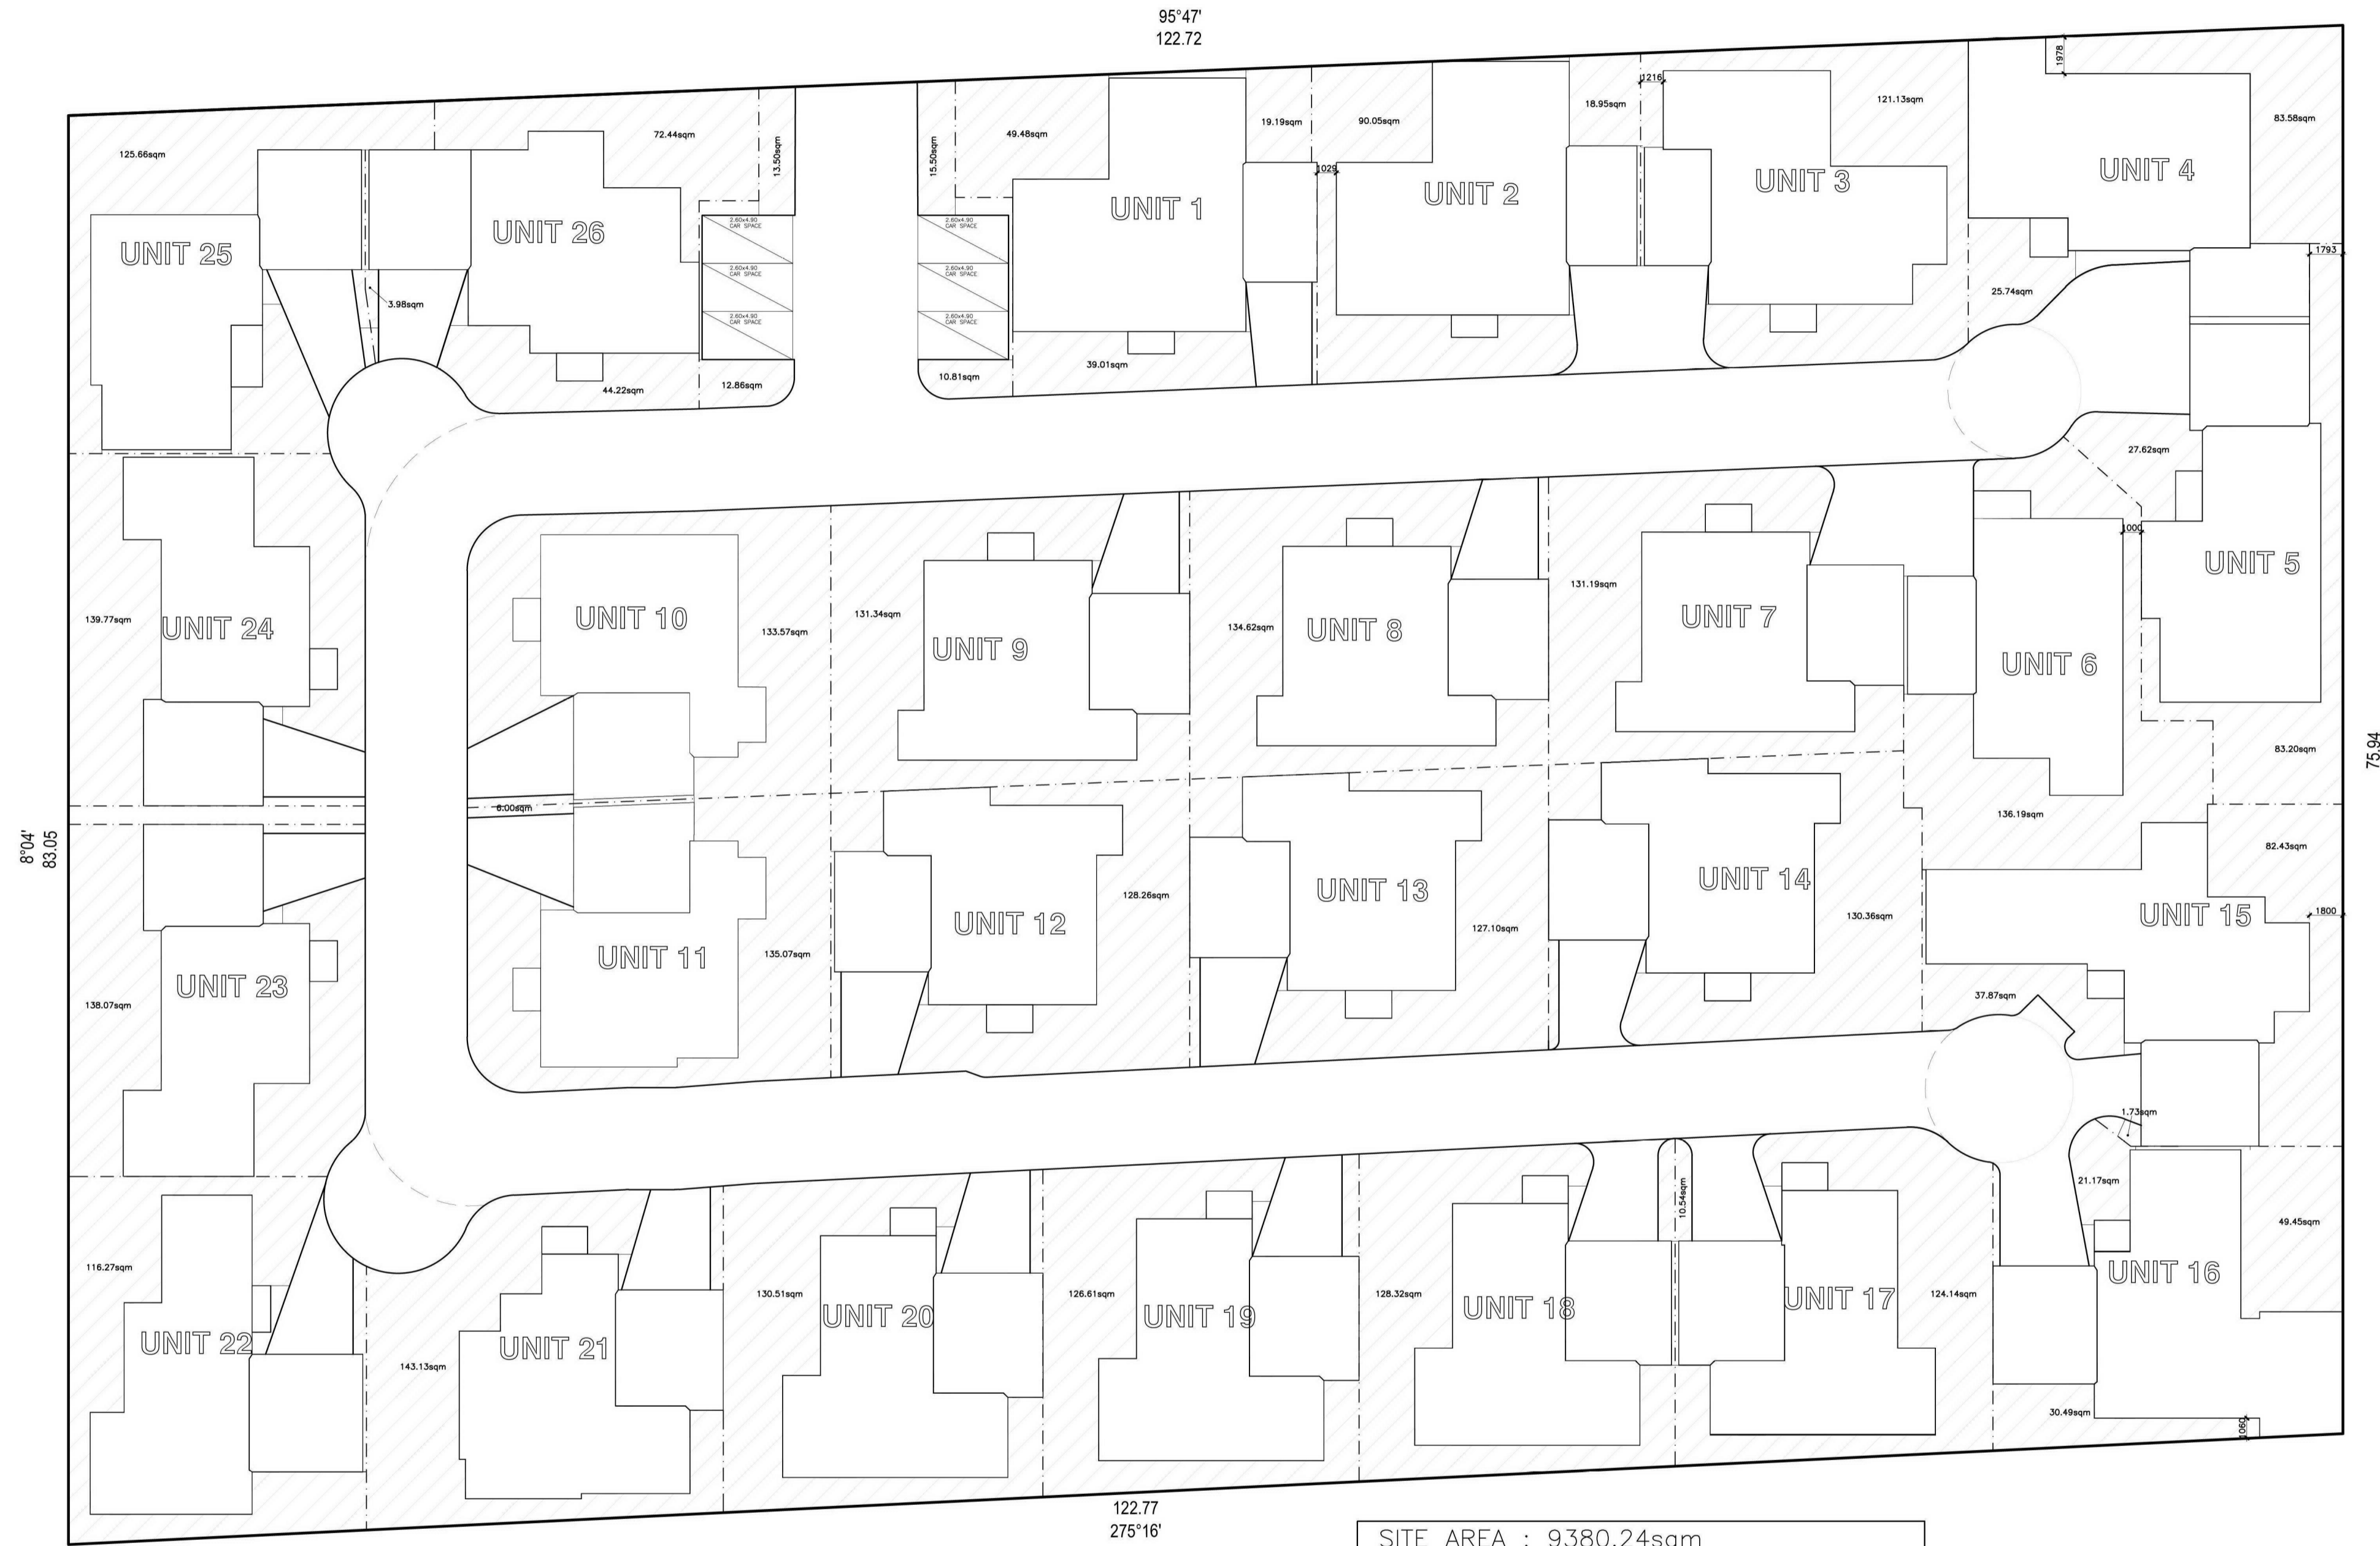 95°47'
122.72
1978
1216
121.13sqm
83.58sqm
72.44sqm
13.50sqm
15.50sqm
49.48sqm
19.19sqm
90.05sqm
18.95sqm
125.66sqm
1029
UNIT 4
UNIT 3
UNIT 2
UNIT 1
UNIT 26
UNIT 25
2.60x4.90
CAR SPACE
2.60x4.90
CAR SPACE
1793
2.60x4.90
CAR SPACE
2.60x4.90
CAR SPACE
25.74sqm
3.98sqm
2.60x4.90
CAR SPACE
2.60x4.90
CAR SPACE
39.01sqm
10.81sqm
12.86sqm
44.22sqm
27.62sqm
1000
UNIT 5
131.19sqm
139.77sqm
UNIT 24
UNIT 10
133.57sqm
131.34sqm
UNIT 9
134.62sqm
UNIT 8
UNIT 7
UNIT 6
83.20sqm
75.94
6.00sqm
136.19sqm
8°04'
83.05
82.43sqm
UNIT 14
UNIT 13
128.26sqm
UNIT 12
127.10sqm
130.36sqm
UNIT 15
1800
135.07sqm
UNIT 11
UNIT 23
138.07sqm
37.87sqm
1.73sqm
21.17sqm
10.54sqm
49.45sqm
116.27sqm
UNIT 22
143.13sqm
UNIT 21
130.51sqm
UNIT 20
126.61sqm
UNIT 19
128.32sqm
UNIT 18
UNIT 17
124.14sqm
UNIT 16
30.49sqm
1060
122.77
275°16'
SITE AREA : 9380.24sqm